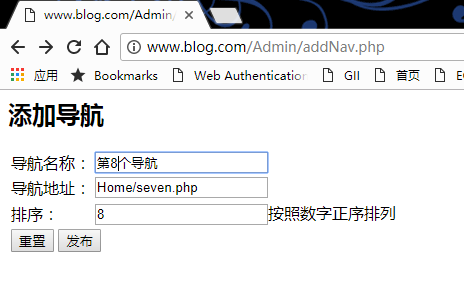 www.blog.com/Admin/
www.blog.com/Admin/addNav.php
应用 Bookmarks Web Authentication GII 首页
添加导航
导航名称： 第8个导航
导航地址： Home/seven.php
排序： 8 按照数字正序排列
重置 发布